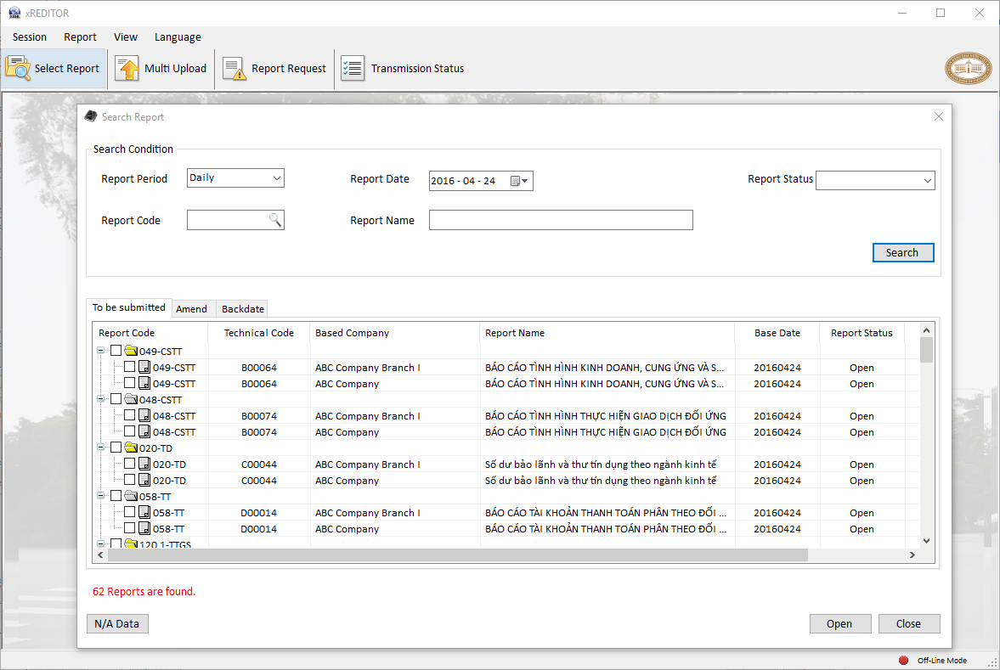 xREDITOR
Session Report View Language
Select Report Multi Upload Report Request Transmission Status
Search Report
Search Condition
Report Period Daily Report Date 2016 - 04 - 24 Report Status
Report Code Report Name
Search
To be submitted Amend Backdate
Report Code Technical Code Based Company Report Name Base Date Report Status
049-CSTT
049-CSTT B00064 ABC Company Branch I BÁO CÁO TÌNH HÌNH KINH DOANH, CUNG ỨNG VÀ S... 20160424 Open
049-CSTT B00064 ABC Company BÁO CÁO TÌNH HÌNH KINH DOANH, CUNG ỨNG VÀ S... 20160424 Open
048-CSTT
048-CSTT B00074 ABC Company Branch I BÁO CÁO TÌNH HÌNH THỰC HIỆN GIAO DỊCH ĐỐI ỨNG 20160424 Open
048-CSTT B00074 ABC Company BÁO CÁO TÌNH HÌNH THỰC HIỆN GIAO DỊCH ĐỐI ỨNG 20160424 Open
020-TD
020-TD C00044 ABC Company Branch I Số dư bảo lãnh và thư tín dụng theo ngành kinh tế 20160424 Open
020-TD C00044 ABC Company Số dư bảo lãnh và thư tín dụng theo ngành kinh tế 20160424 Open
058-TT
058-TT D00014 ABC Company Branch I BÁO CÁO TÀI KHOẢN THANH TOÁN PHÂN THEO ĐỐI ... 20160424 Open
058-TT D00014 ABC Company BÁO CÁO TÀI KHOẢN THANH TOÁN PHÂN THEO ĐỐI ... 20160424 Open
120.1-TTGS
62 Reports are found.
N/A Data Open Close
Off-Line Mode